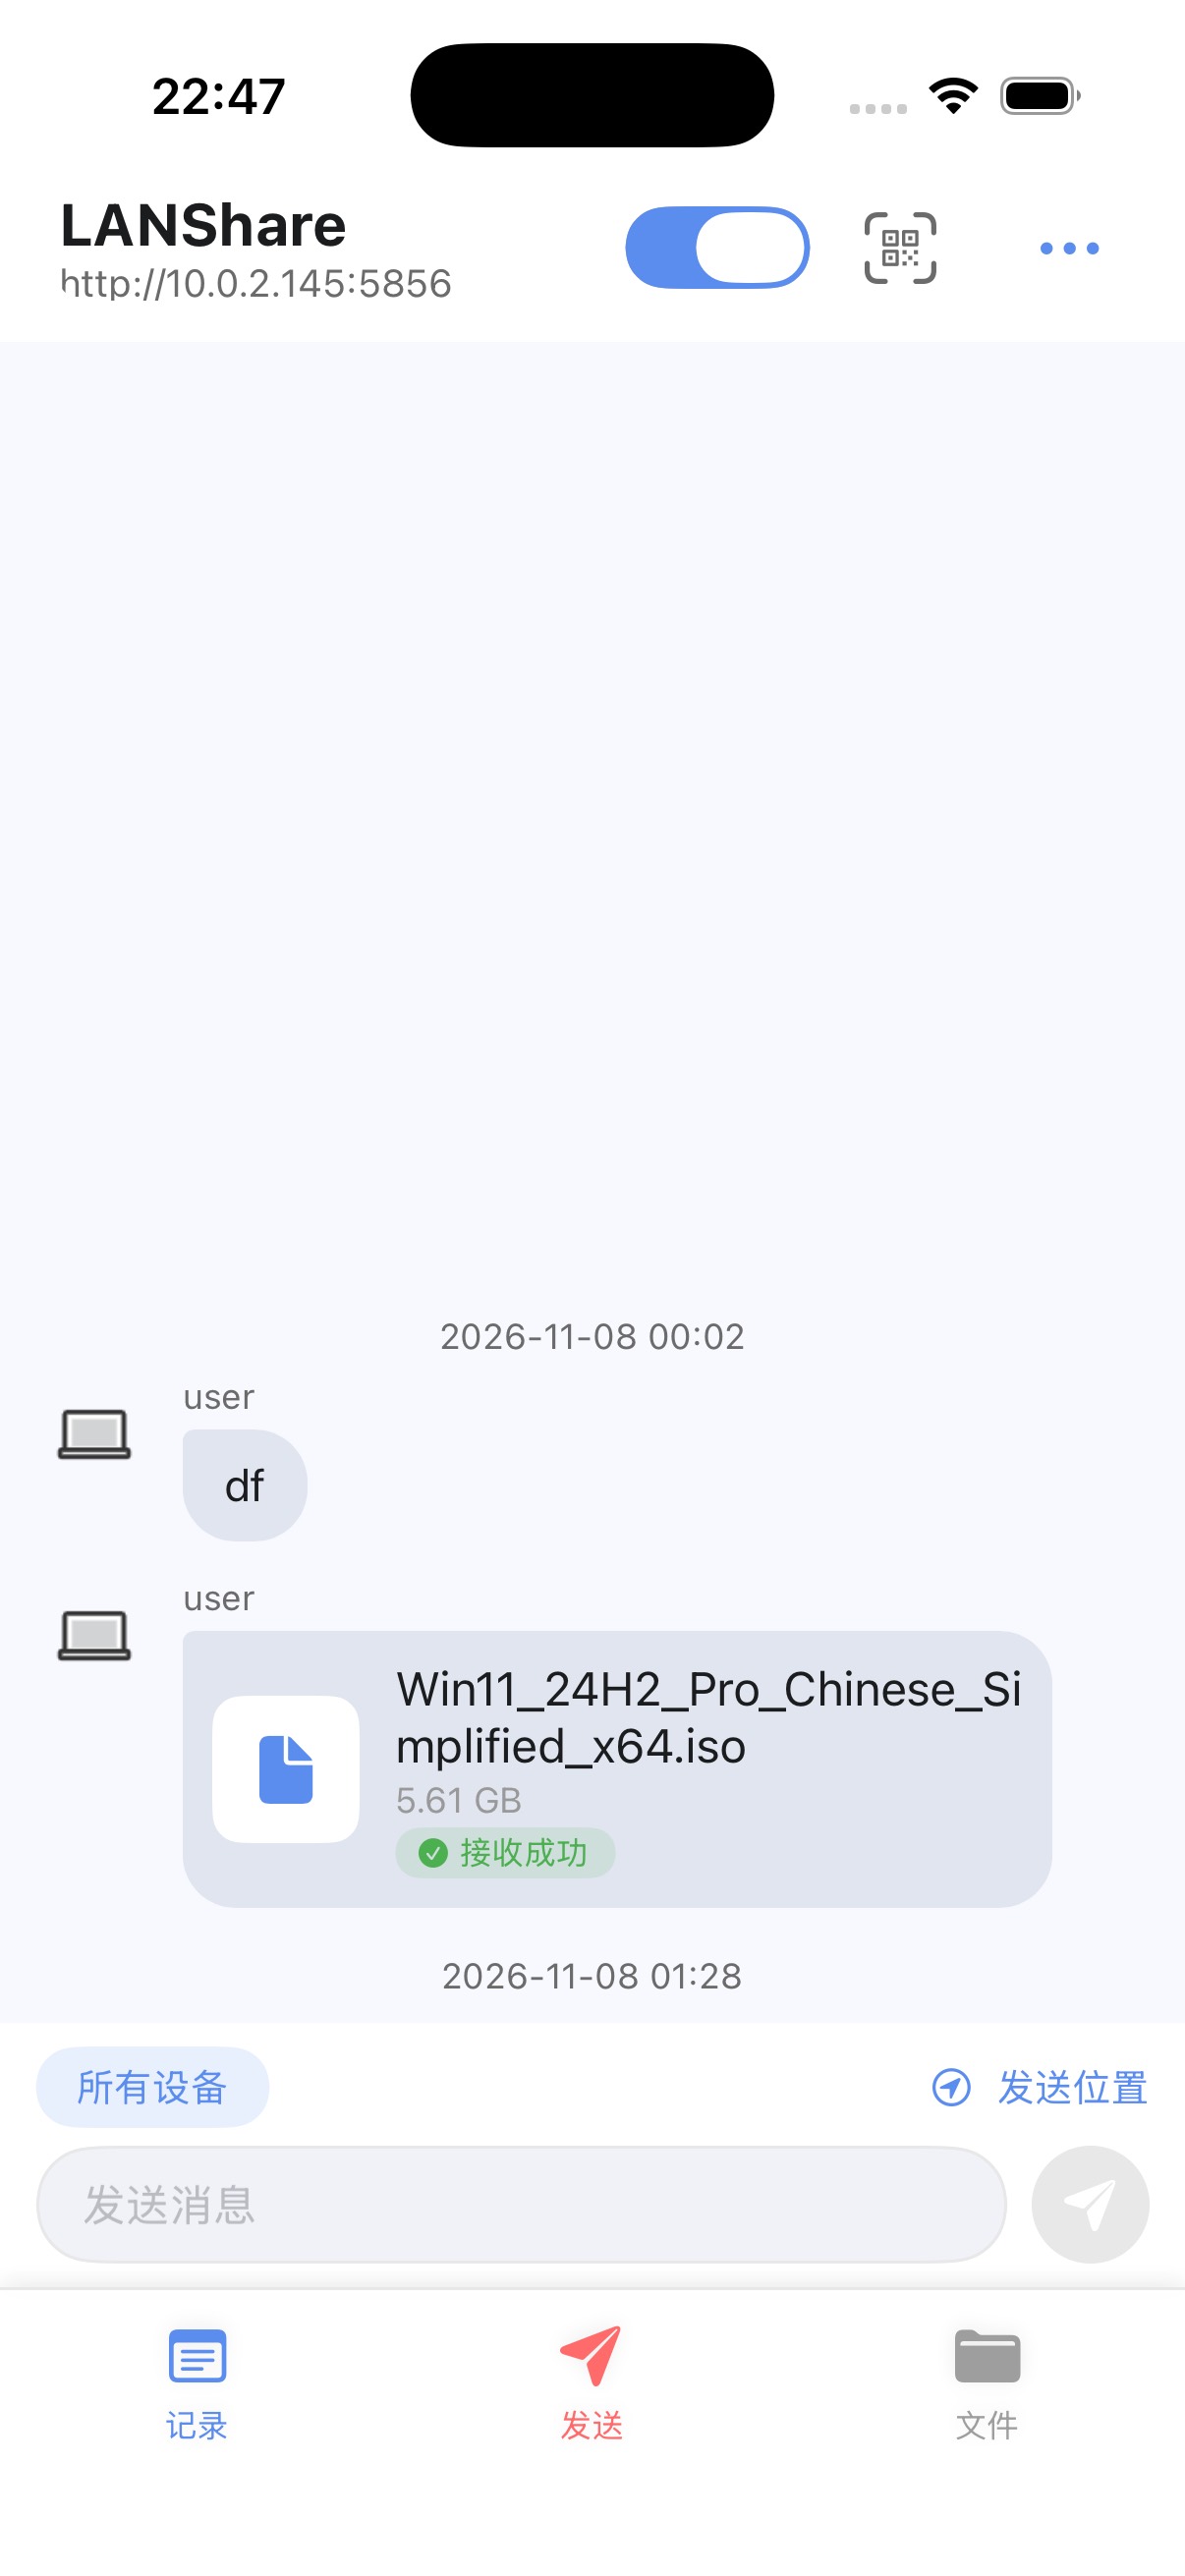 22:47
LANShare
http://10.0.2.145:5856
2026-11-08 00:02
user
df
user
Win11_24H2_Pro_Chinese_Si
mplified_x64.iso
5.61 GB
接收成功
2026-11-08 01:28
所有设备
发送位置
发送消息
记录
发送
文件